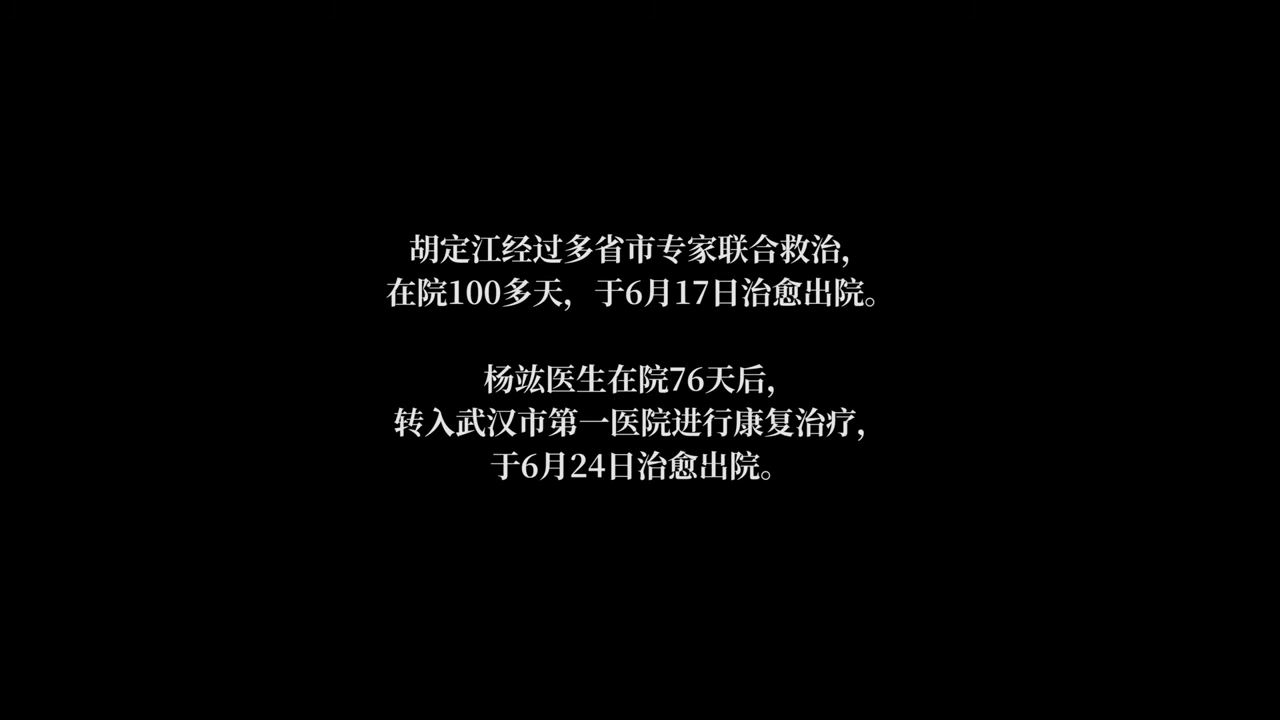 胡定江经过多省市专家联合救治，
在院100多天，于6月17日治愈出院。
杨竑医生在院76天后，
转入武汉市第一医院进行康复治疗，
于6月24日治愈出院。